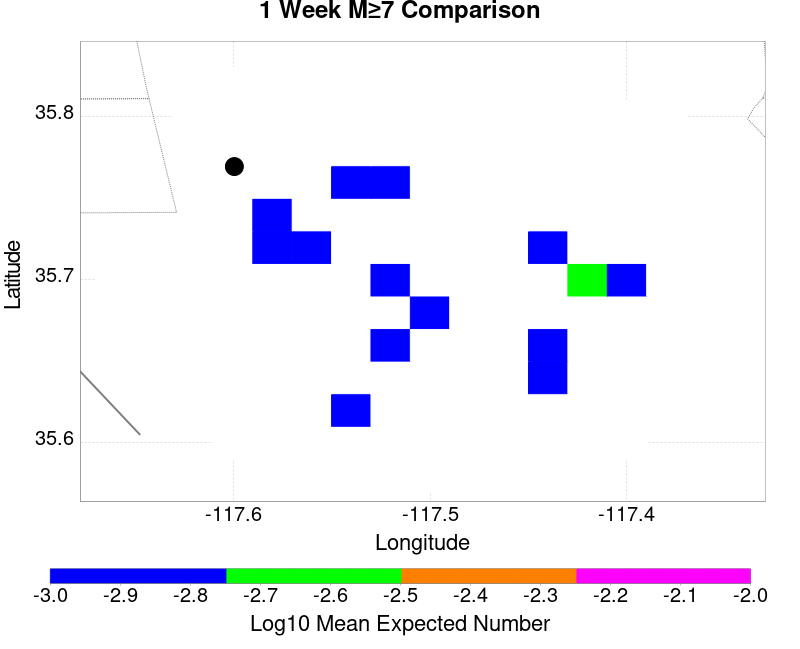 1 Week M≥7 Comparison
35.8
35.7
35.6
Latitude
-117.6 -117.5 -117.4
Longitude
-3.0 -2.9 -2.8 -2.7 -2.6 -2.5 -2.4 -2.3 -2.2 -2.1 -2.0
Log10 Mean Expected Number